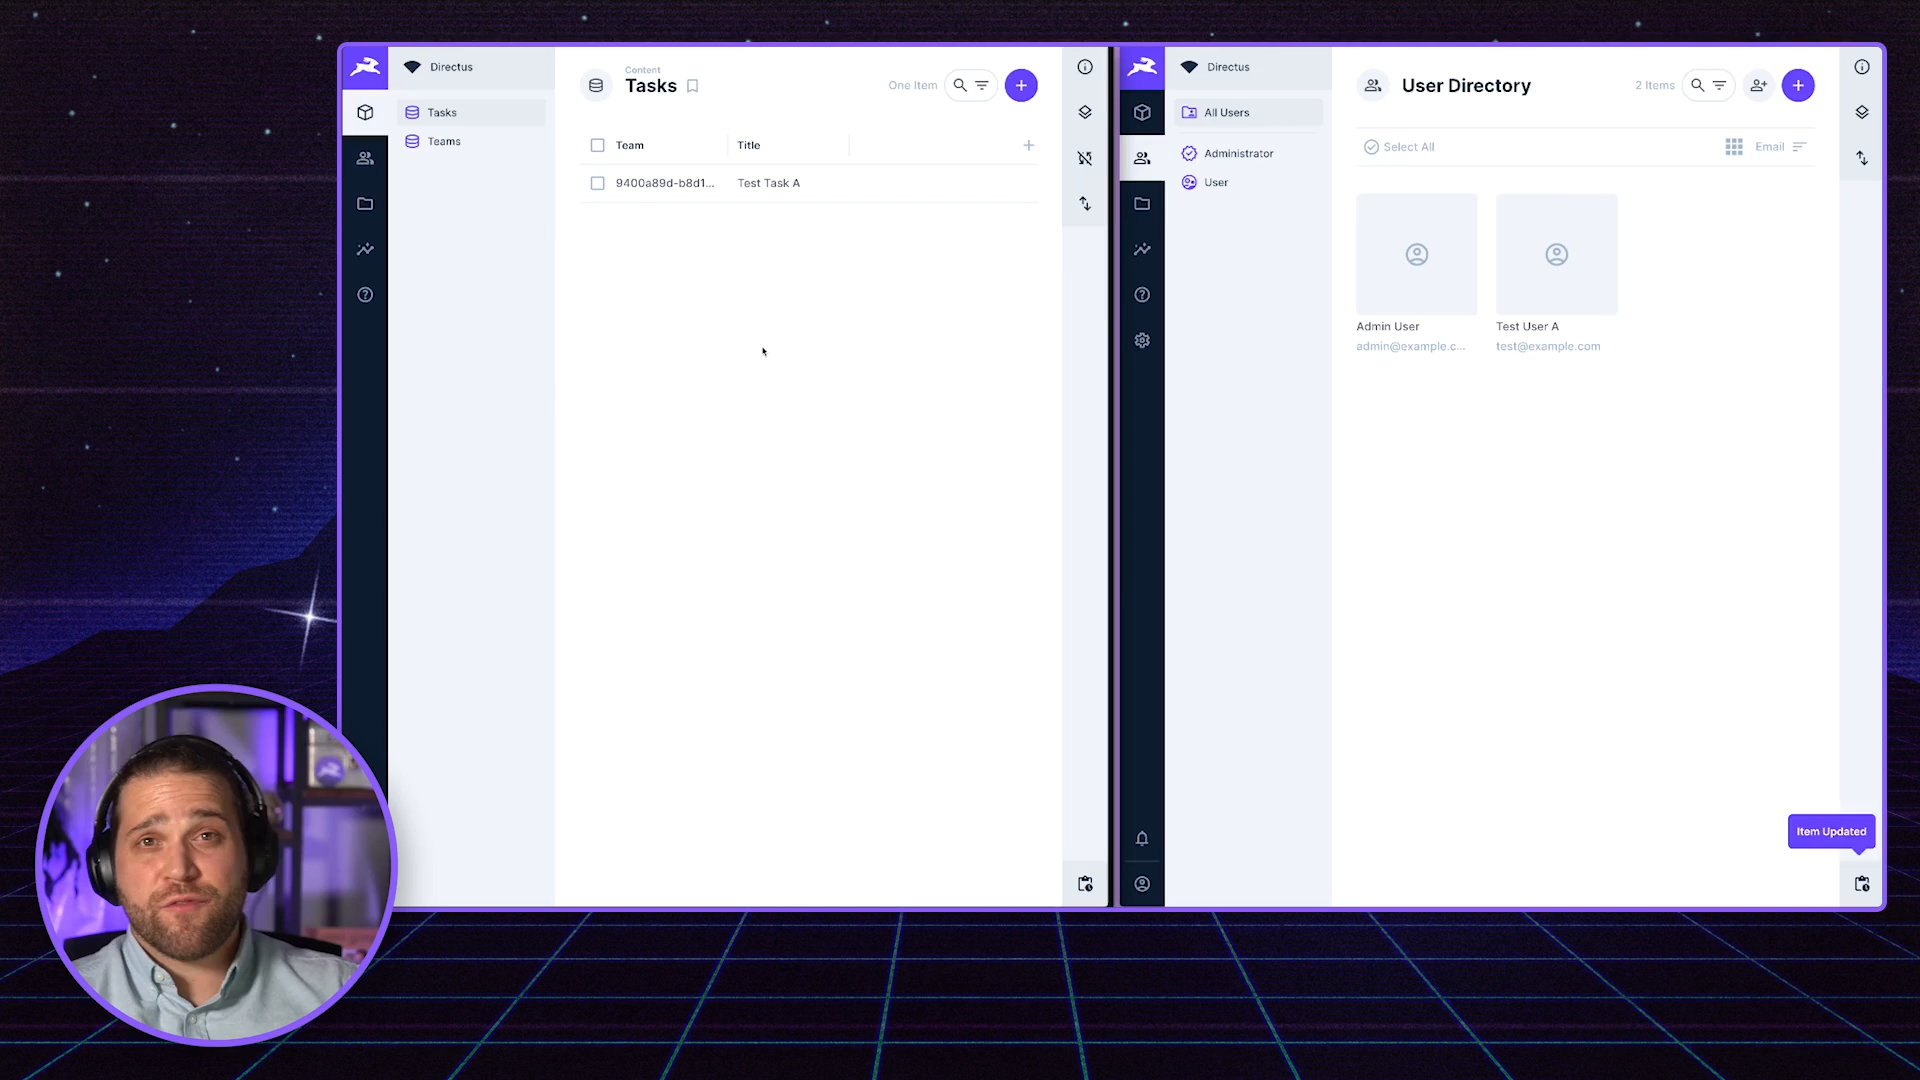 Directus
Tasks
Teams
Content
Tasks
One Item
Team
Title
9400a89d-b8d1...
Test Task A
Directus
All Users
Administrator
User
User Directory
2 Items
Select All
Email
Admin User
admin@example.c...
Test User A
test@example.com
Item Updated